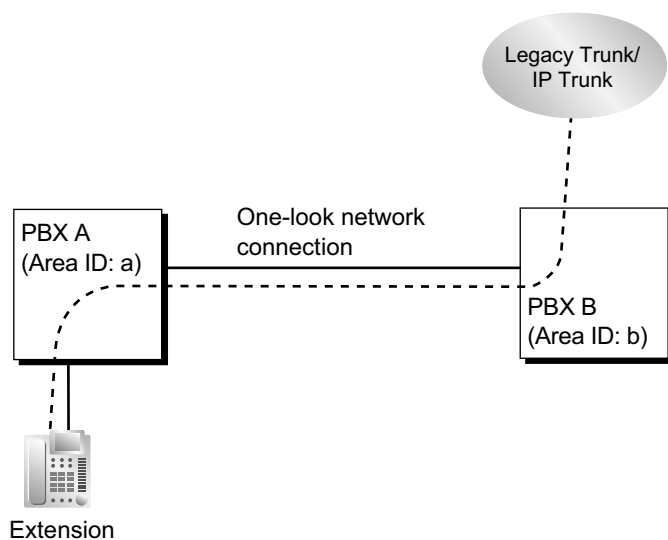 Legacy Trunk/
IP Trunk
One-look network
connection
PBX A
(Area ID: a)
PBX B
(Area ID: b)
Extension